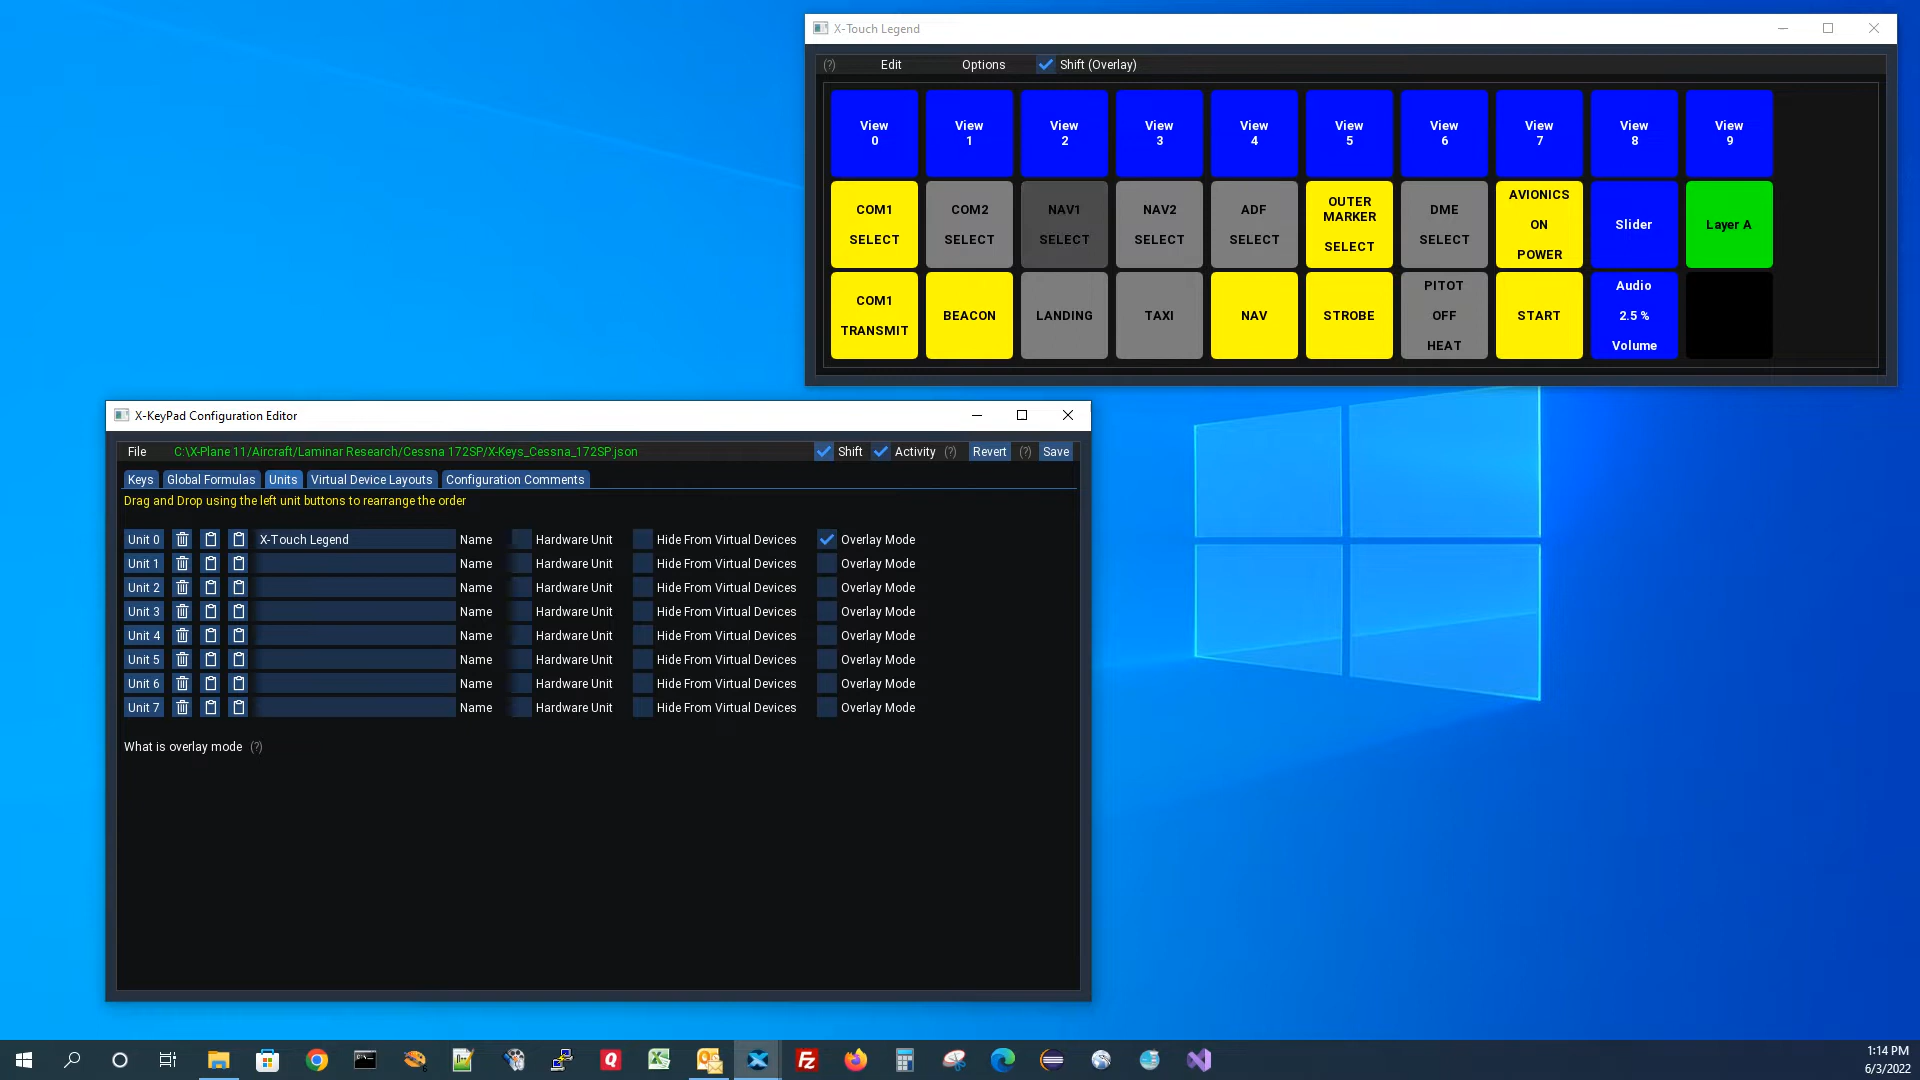 X-Touch Legend
(?) Edit Options Shift (Overlay)
View 0
View 1
View 2
View 3
View 4
View 5
View 6
View 7
View 8
View 9
COM1 SELECT
COM2 SELECT
NAV1 SELECT
NAV2 SELECT
ADF SELECT
OUTER MARKER SELECT
DME SELECT
AVIONICS ON POWER
Slider
Layer A
COM1 TRANSMIT
BEACON
LANDING
TAXI
NAV
STROBE
PITOT OFF HEAT
START
Audio 2.5 % Volume
X-KeyPad Configuration Editor
File C:\X-Plane 11/Aircraft/Laminar Research/Cessna 172SP/X-Keys_Cessna_172SP.json Shift Activity (?) Revert (?) Save
Keys Global Formulas Units Virtual Device Layouts Configuration Comments
Drag and Drop using the left unit buttons to rearrange the order
Unit 0 X-Touch Legend Name Hardware Unit Hide From Virtual Devices Overlay Mode
Unit 1 Name Hardware Unit Hide From Virtual Devices Overlay Mode
Unit 2 Name Hardware Unit Hide From Virtual Devices Overlay Mode
Unit 3 Name Hardware Unit Hide From Virtual Devices Overlay Mode
Unit 4 Name Hardware Unit Hide From Virtual Devices Overlay Mode
Unit 5 Name Hardware Unit Hide From Virtual Devices Overlay Mode
Unit 6 Name Hardware Unit Hide From Virtual Devices Overlay Mode
Unit 7 Name Hardware Unit Hide From Virtual Devices Overlay Mode
What is overlay mode (?)
1:14 PM
6/3/2022